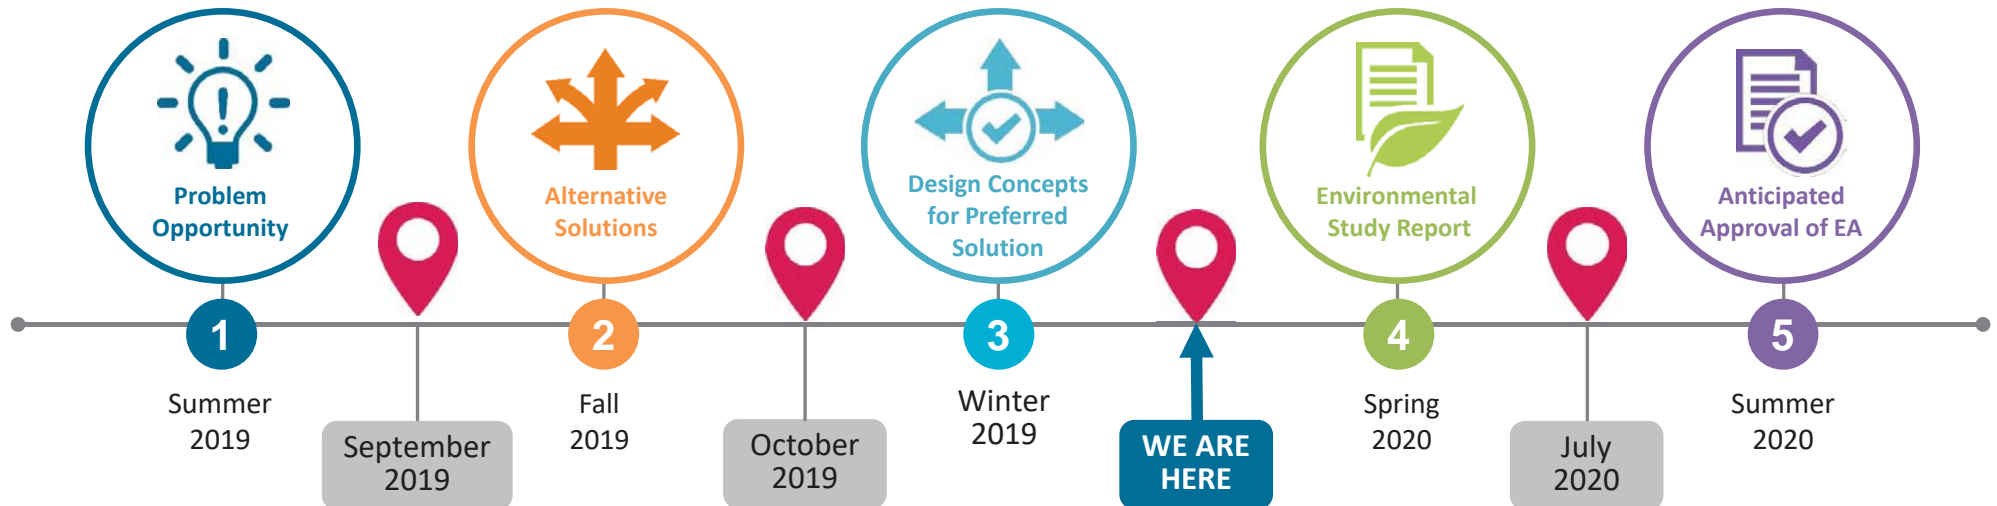 Problem
Opportunity
1
Summer
2019
September
2019
Alternative
Solutions
2
Fall
2019
October
2019
Design Concepts
for Preferred
Solution
3
Winter
2019
WE ARE
HERE
Environmental
Study Report
4
Spring
2020
July
2020
Anticipated
Approval of EA
5
Summer
2020